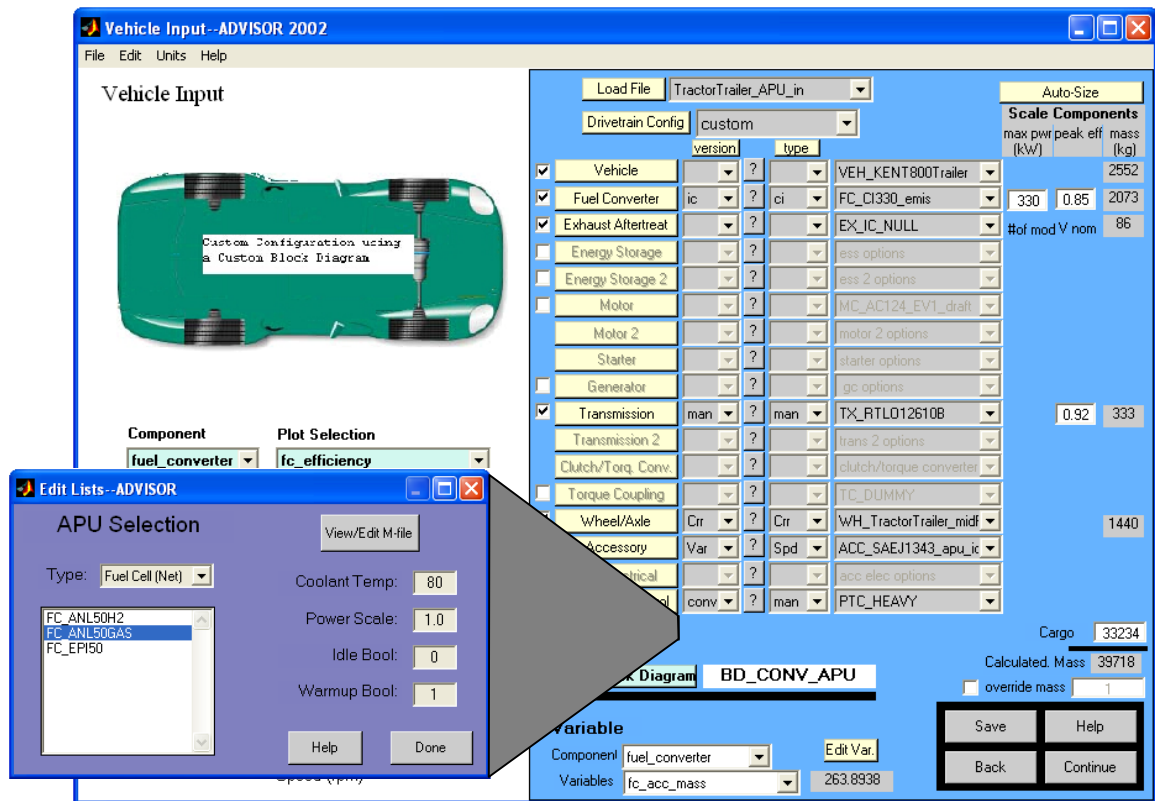 Vehicle Input--ADVISOR 2002
File Edit Units Help
Vehicle Input
Custom Configuration using
a Custom Block Diagram
Component Plot Selection
fuel_converter fc_efficiency
Load File TractorTrailer_APU_in
Drivetrain Config custom
version type
Auto-Size
Scale Components
max pwr peak eff mass
(kW) (kg)
Vehicle ? VEH_KENT800Trailer 2552
Fuel Converter ic ? ci FC_CI330_emis 330 0.85 2073
Exhaust Aftertreat ? EX_IC_NULL #of mod V nom 86
Energy Storage ? ess options
Energy Storage 2 ? ess 2 options
Motor ? MC_AC124_EV1_draft
Motor 2 ? motor 2 options
Starter ? starter options
Generator ? gc options
Transmission man ? man TX_RTLO12610B 0.92 333
Transmission 2 ? trans 2 options
Clutch/Torq. Conv. ? clutch/torque converter
Torque Coupling ? TC_DUMMY
Wheel/Axle Crr ? Crr WH_TractorTrailer_midF 1440
Accessory Var ? Spd ACC_SAEJ1343_apu_ic
trical ? acc elec options
ol conv ? man PTC_HEAVY
Cargo 33234
Calculated. Mass 39718
override mass 1
k Diagram BD_CONV_APU
Variable
Component fuel_converter Edit Var.
Variables fc_acc_mass 263.8938
Save Help
Back Continue
Edit Lists--ADVISOR
APU Selection
View/Edit M-file
Type: Fuel Cell (Net)
FC_ANL50H2
FC_ANL50GAS
FC_EPI50
Coolant Temp: 80
Power Scale: 1.0
Idle Bool: 0
Warmup Bool: 1
Help Done
Speed (rpm)